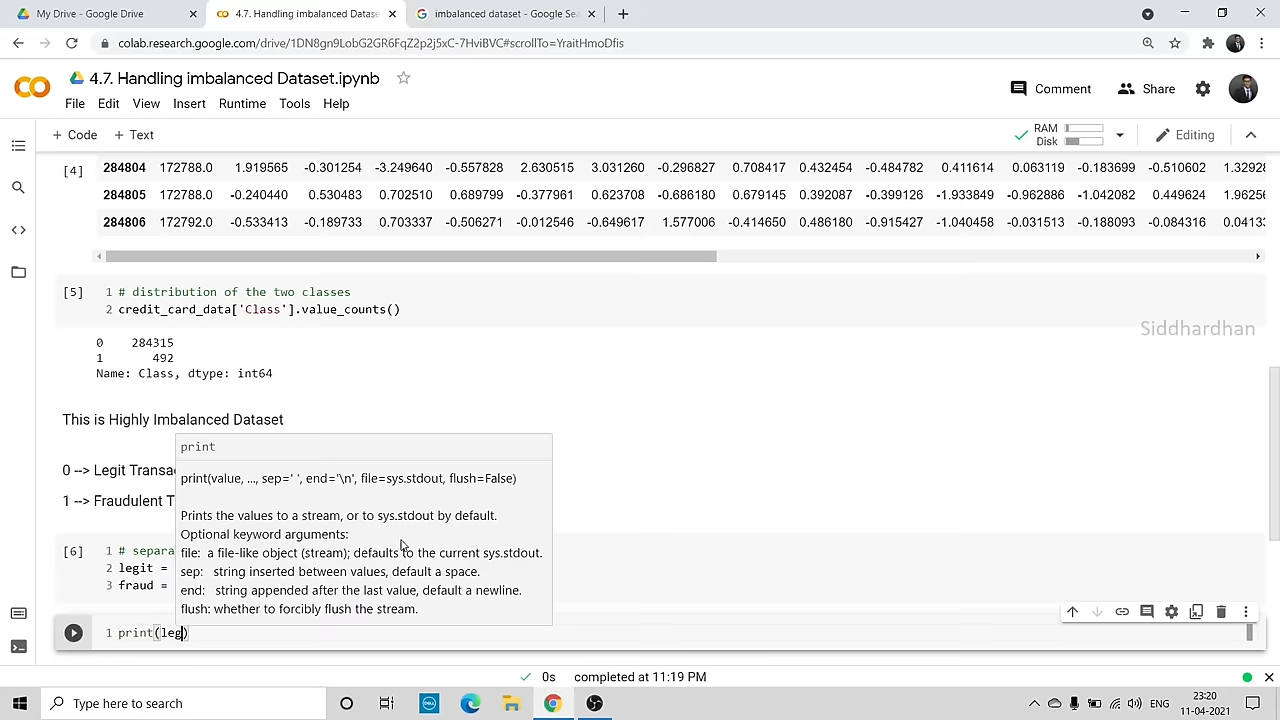 My Drive - Google Drive
4.7. Handling imbalanced Datase
imbalanced dataset - Google Sea
colab.research.google.com/drive/1DN8gn9LobG2GR6FqZ2p2j5xC-7HviBVC#scrollTo=YraitHmoDfis
4.7. Handling imbalanced Dataset.ipynb
Comment Share
File Edit View Insert Runtime Tools Help
+ Code + Text
RAM
Disk
Editing
[4] 284804 172788.0 1.919565 -0.301254 -3.249640 -0.557828 2.630515 3.031260 -0.296827 0.708417 0.432454 -0.484782 0.411614 0.063119 -0.183699 -0.510602 1.32928
284805 172788.0 -0.240440 0.530483 0.702510 0.689799 -0.377961 0.623708 -0.686180 0.679145 0.392087 -0.399126 -1.933849 -0.962886 -1.042082 0.449624 1.96256
284806 172792.0 -0.533413 -0.189733 0.703337 -0.506271 -0.012546 -0.649617 1.577006 -0.414650 0.486180 -0.915427 -1.040458 -0.031513 -0.188093 -0.084316 0.0413
[5] 1 # distribution of the two classes
2 credit_card_data['Class'].value_counts()
Siddhardhan
0 284315
1 492
Name: Class, dtype: int64
This is Highly Imbalanced Dataset
print
0 --> Legit Transa
print(value, ..., sep=' ', end='\n', file=sys.stdout, flush=False)
1 --> Fraudulent T
Prints the values to a stream, or to sys.stdout by default.
Optional keyword arguments:
file: a file-like object (stream); defaults to the current sys.stdout.
sep: string inserted between values, default a space.
end: string appended after the last value, default a newline.
flush: whether to forcibly flush the stream.
[6] 1 # separa
2 legit =
3 fraud =
1 print(leg)
0s completed at 11:19 PM
Type here to search
ENG
23:20
11-04-2021